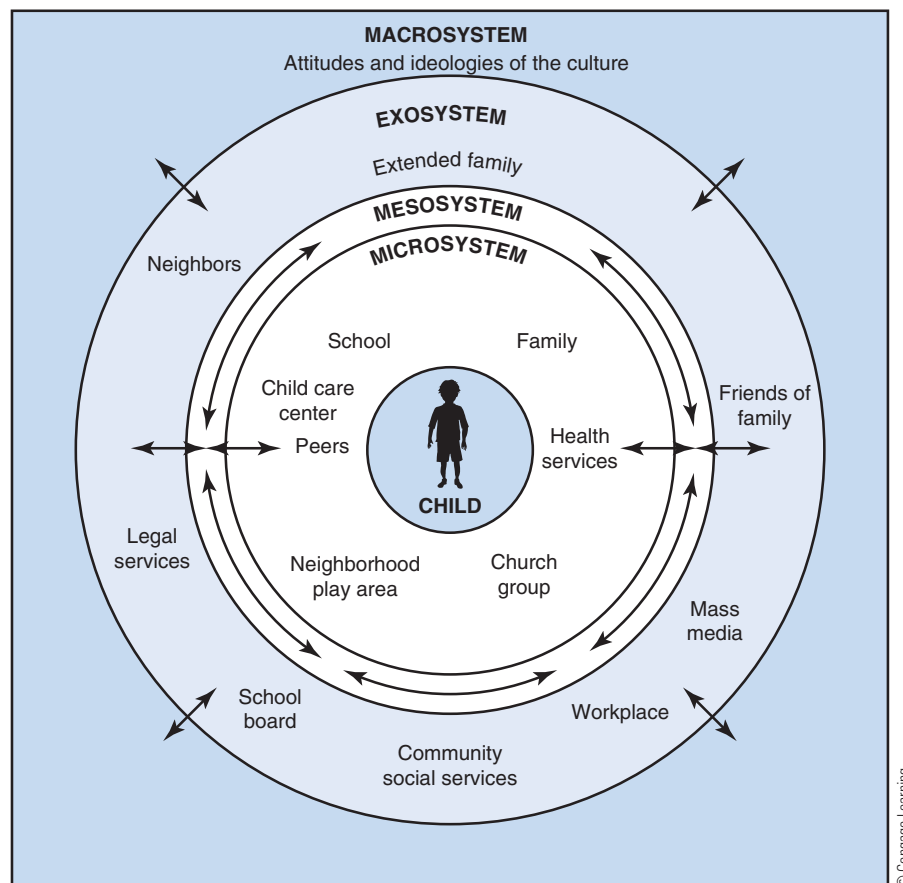 MACROSYSTEM
Attitudes and ideologies of the culture
EXOSYSTEM
Extended family
MESOSYSTEM
MICROSYSTEM
Neighbors
School
Family
Child care
center
Peers
Friends of
family
Health
services
CHILD
Legal
services
Neighborhood
play area
Church
group
Mass
media
School
board
Workplace
Community
social services
© Cengage Learning